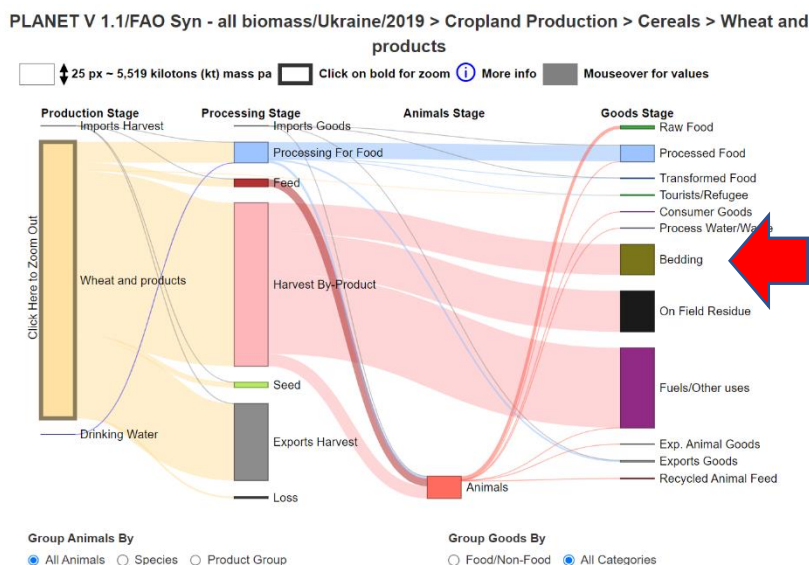 PLANET V 1.1/FAO Syn - all biomass/Ukraine/2019 > Cropland Production > Cereals > Wheat and
products
25 px ~ 5,519 kilotons (kt) mass pa
Click on bold for zoom
i More info
Mouseover for values
Production Stage
Processing Stage
Animals Stage
Goods Stage
Imports Harvest
Click Here to Zoom Out
Wheat and products
Drinking Water
Imports Goods
Processing For Food
Feed
Harvest By-Product
Seed
Exports Harvest
Loss
Animals
Raw Food
Processed Food
Transformed Food
Tourists/Refugee
Consumer Goods
Process Water/Waste
Bedding
On Field Residue
Fuels/Other uses
Exp. Animal Goods
Exports Goods
Recycled Animal Feed
Group Animals By
All Animals
Species
Product Group
Group Goods By
Food/Non-Food
All Categories